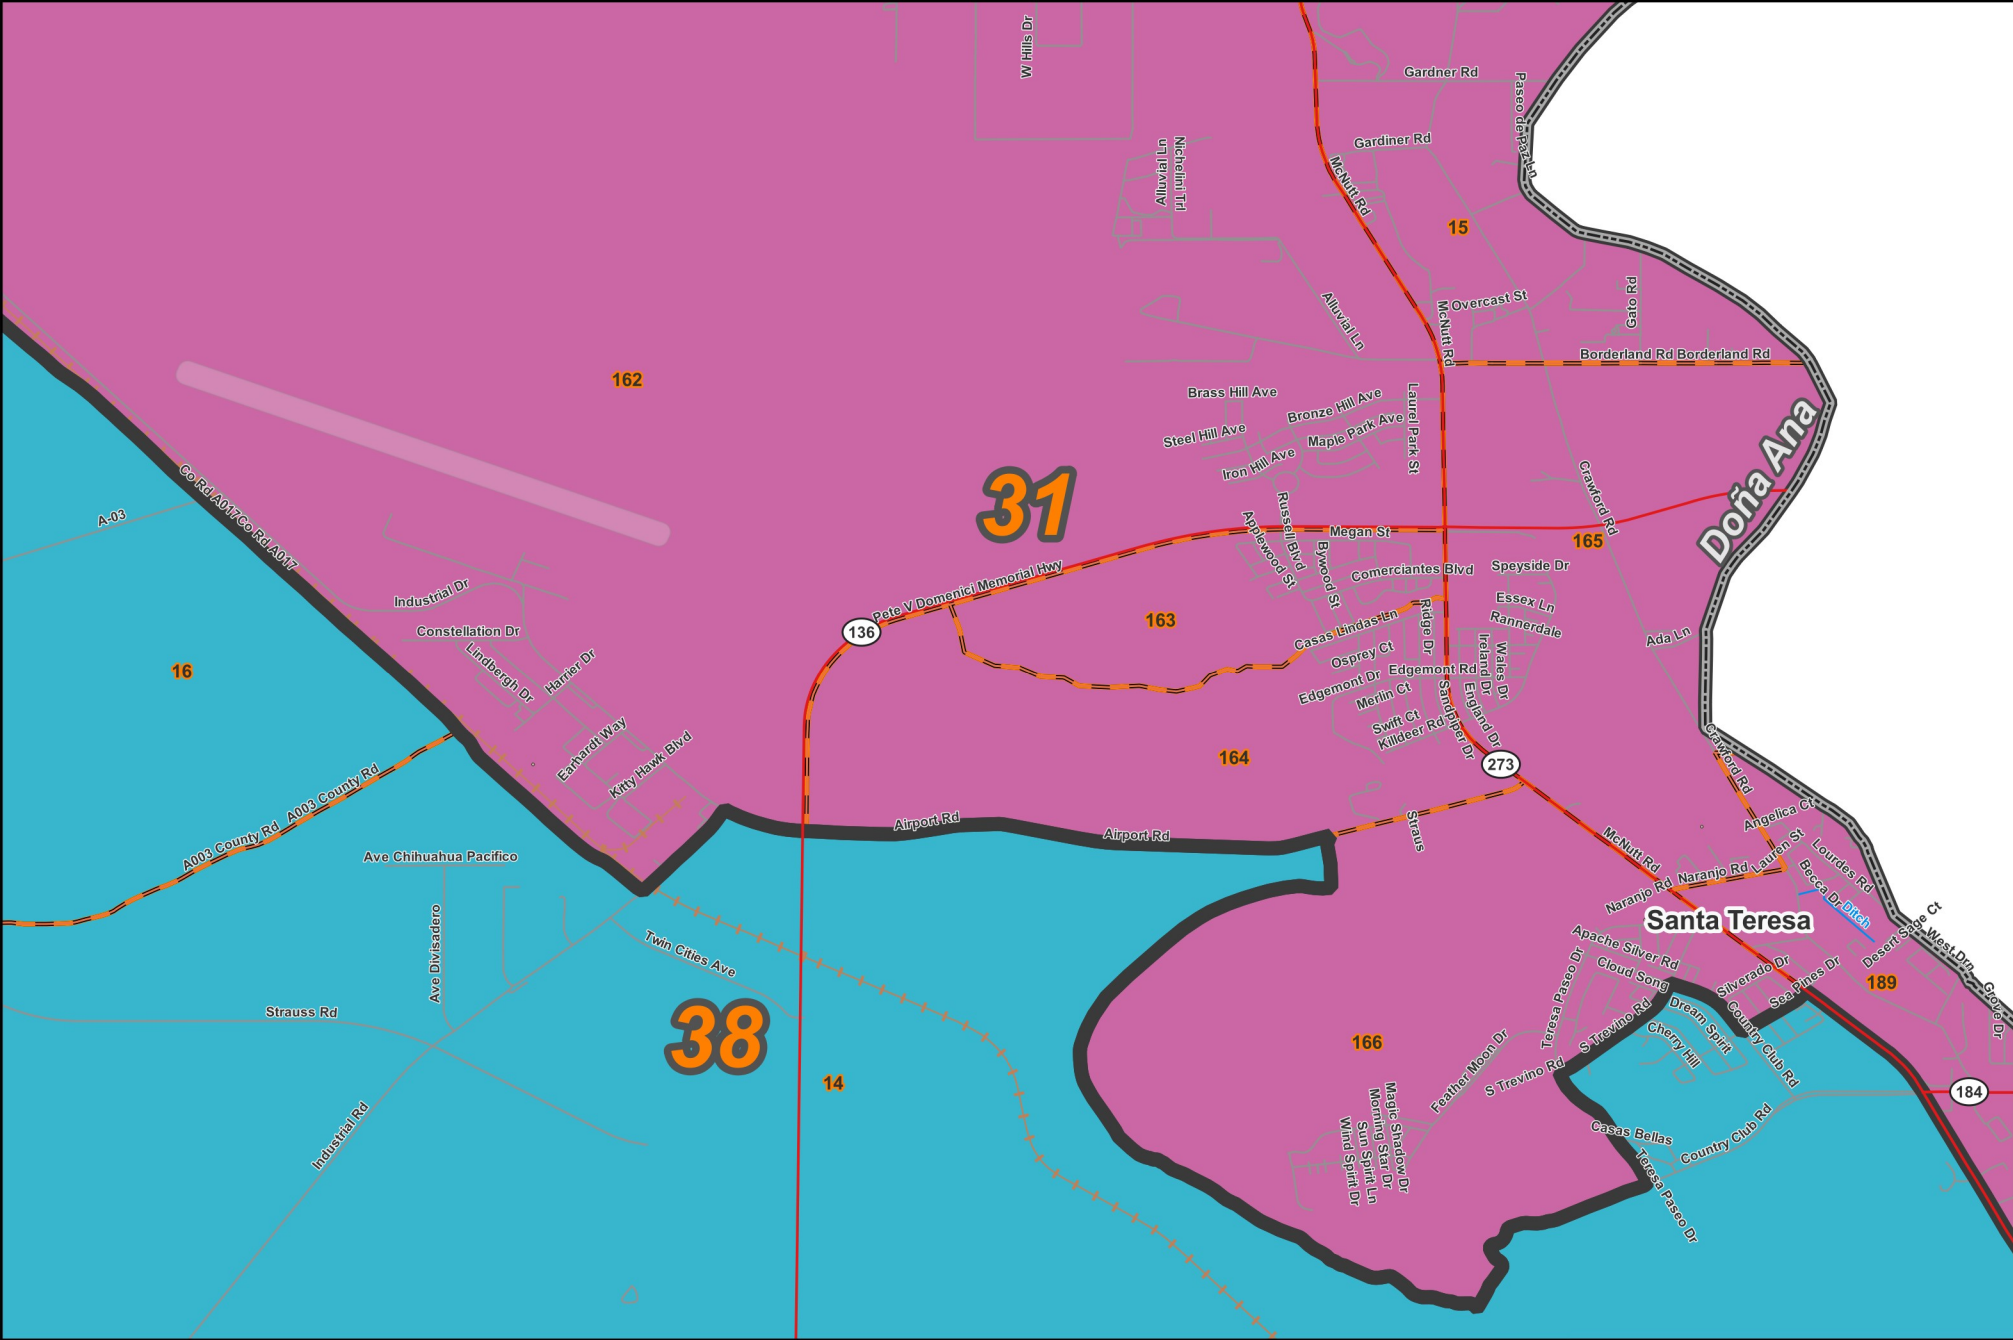 W Hills Dr
Gardner Rd
Paseo de Paz Ln
Gardiner Rd
Alluvial Ln
Nichelini Trl
McNutt Rd
15
Alluvial Ln
McNutt Rd
Overcast St
Gato Rd
Borderland Rd Borderland Rd
162
Brass Hill Ave
Bronze Hill Ave
Laurel Park St
Steel Hill Ave
Maple Park Ave
Iron Hill Ave
Doña Ana
31
Crawford Rd
Co Rd A017Co Rd A017
A-03
Russell Blvd
Applewood St
Megan St
165
Bywood St
Comerciantes Blvd
Speyside Dr
Pete V Domenici Memorial Hwy
Industrial Dr
Essex Ln
136
163
Casas Lindas Ln
Ridge Dr
Rannerdale
Constellation Dr
Ada Ln
Ireland Dr
Wales Dr
Osprey Ct
Lindbergh Dr
Harrier Dr
16
Edgemont Rd
Edgemont Dr
Merlin Ct
Sandpiper Dr
England Dr
Swift Ct
Killdeer Rd
Earhardt Way
Kitty Hawk Blvd
164
273
Crawford Rd
A003 County Rd
A003 County Rd
Airport Rd
Airport Rd
Straus
Angelica Ct
McNutt Rd
Lauren St
Lourdes Rd
Ave Chihuahua Pacifico
Naranjo Rd
Naranjo Rd
Becca Dr
Ditch
Santa Teresa
Desert Sage Ct
West Drn
Ave Divisadero
Twin Cities Ave
Apache Silver Rd
Cloud Song
Silverado Dr
Sea Pines Dr
189
Teresa Paseo Dr
Grove Dr
Strauss Rd
38
S Trevino Rd
Dream Spirit
Country Club Rd
Cherry Hill
166
14
Feather Moon Dr
S Trevino Rd
184
Magic Shadow Dr
Morning Star Dr
Sun Spirit Ln
Wind Spirit Dr
Industrial Rd
Casas Bellas
Country Club Rd
Teresa Paseo Dr